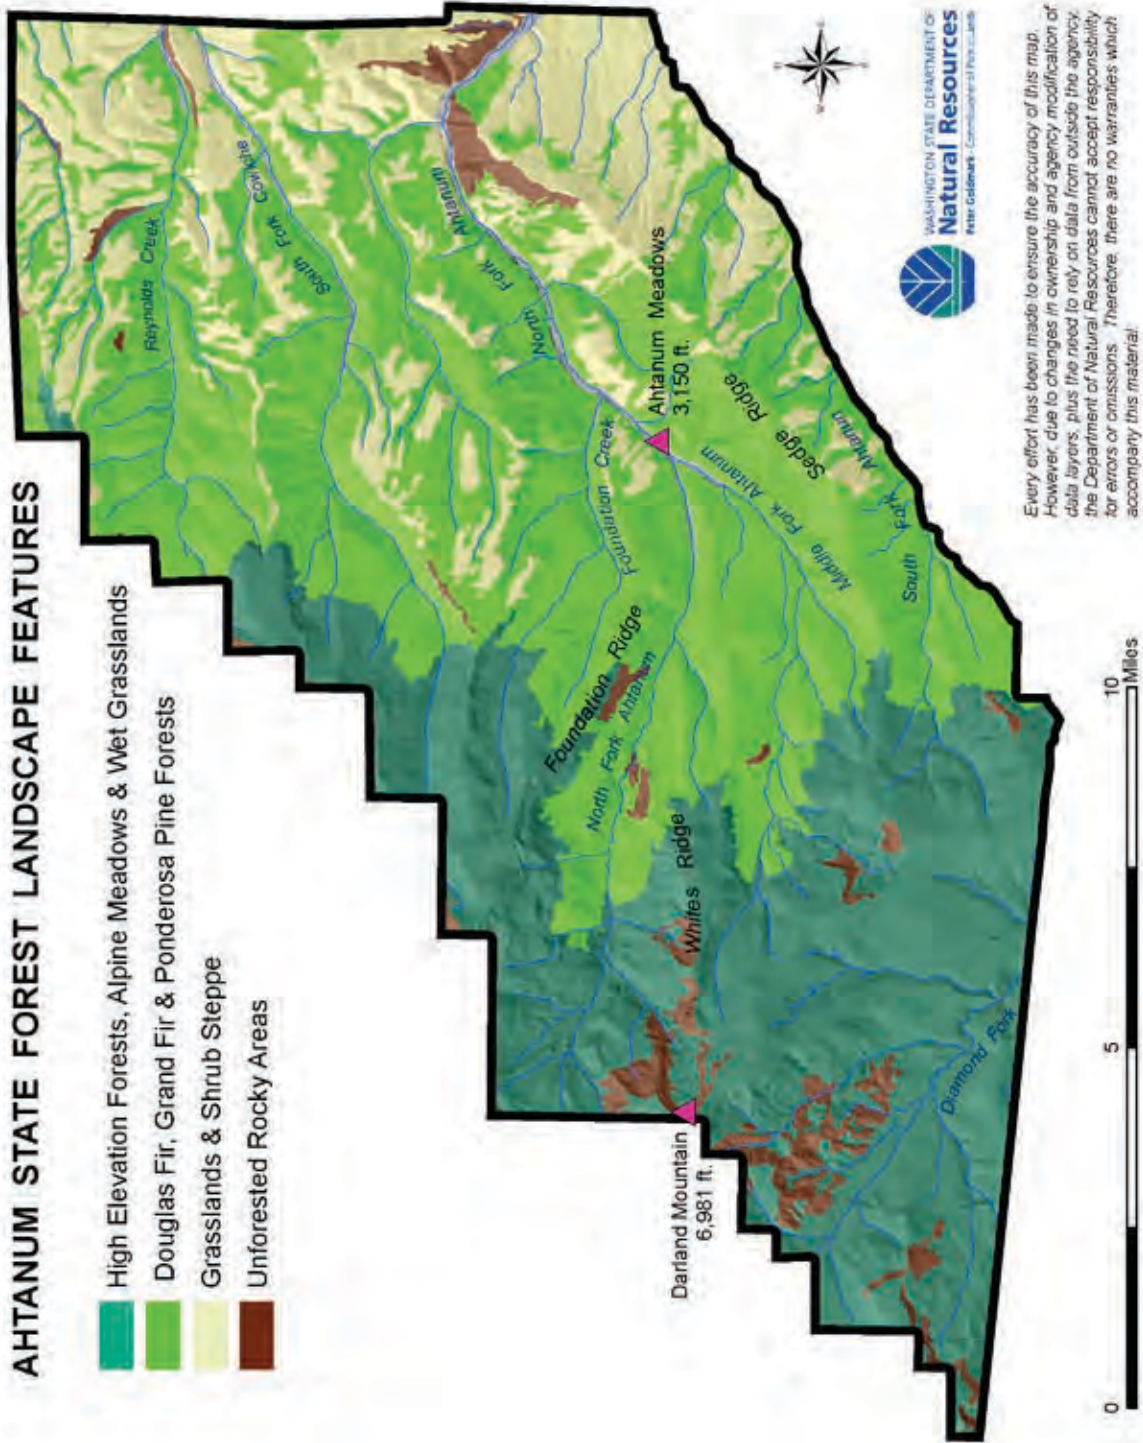 AHTANUM STATE FOREST LANDSCAPE FEATURES
High Elevation Forests, Alpine Meadows & Wet Grasslands
Douglas Fir, Grand Fir & Ponderosa Pine Forests
Grasslands & Shrub Steppe
Unforested Rocky Areas
Darland Mountain
6,981 ft.
Whites Ridge
Foundation Ridge
North Fork Ahtanum
Foundation Creek
Reynolds Creek
South Fork Cowiche
North Fork Ahtanum
Ahtanum Meadows
3,150 ft.
Middle Fork Ahtanum
Sedge Ridge
South Fork Ahtanum
Diamond Fork
0 5 10
Miles
WASHINGTON STATE DEPARTMENT OF
Natural Resources
Peter Goldmark - Commissioner of Public Lands
Every effort has been made to ensure the accuracy of this map.
However, due to changes in ownership and agency modification of
data layers, plus the need to rely on data from outside the agency,
the Department of Natural Resources cannot accept responsibility
for errors or omissions. Therefore, there are no warranties which
accompany this material.